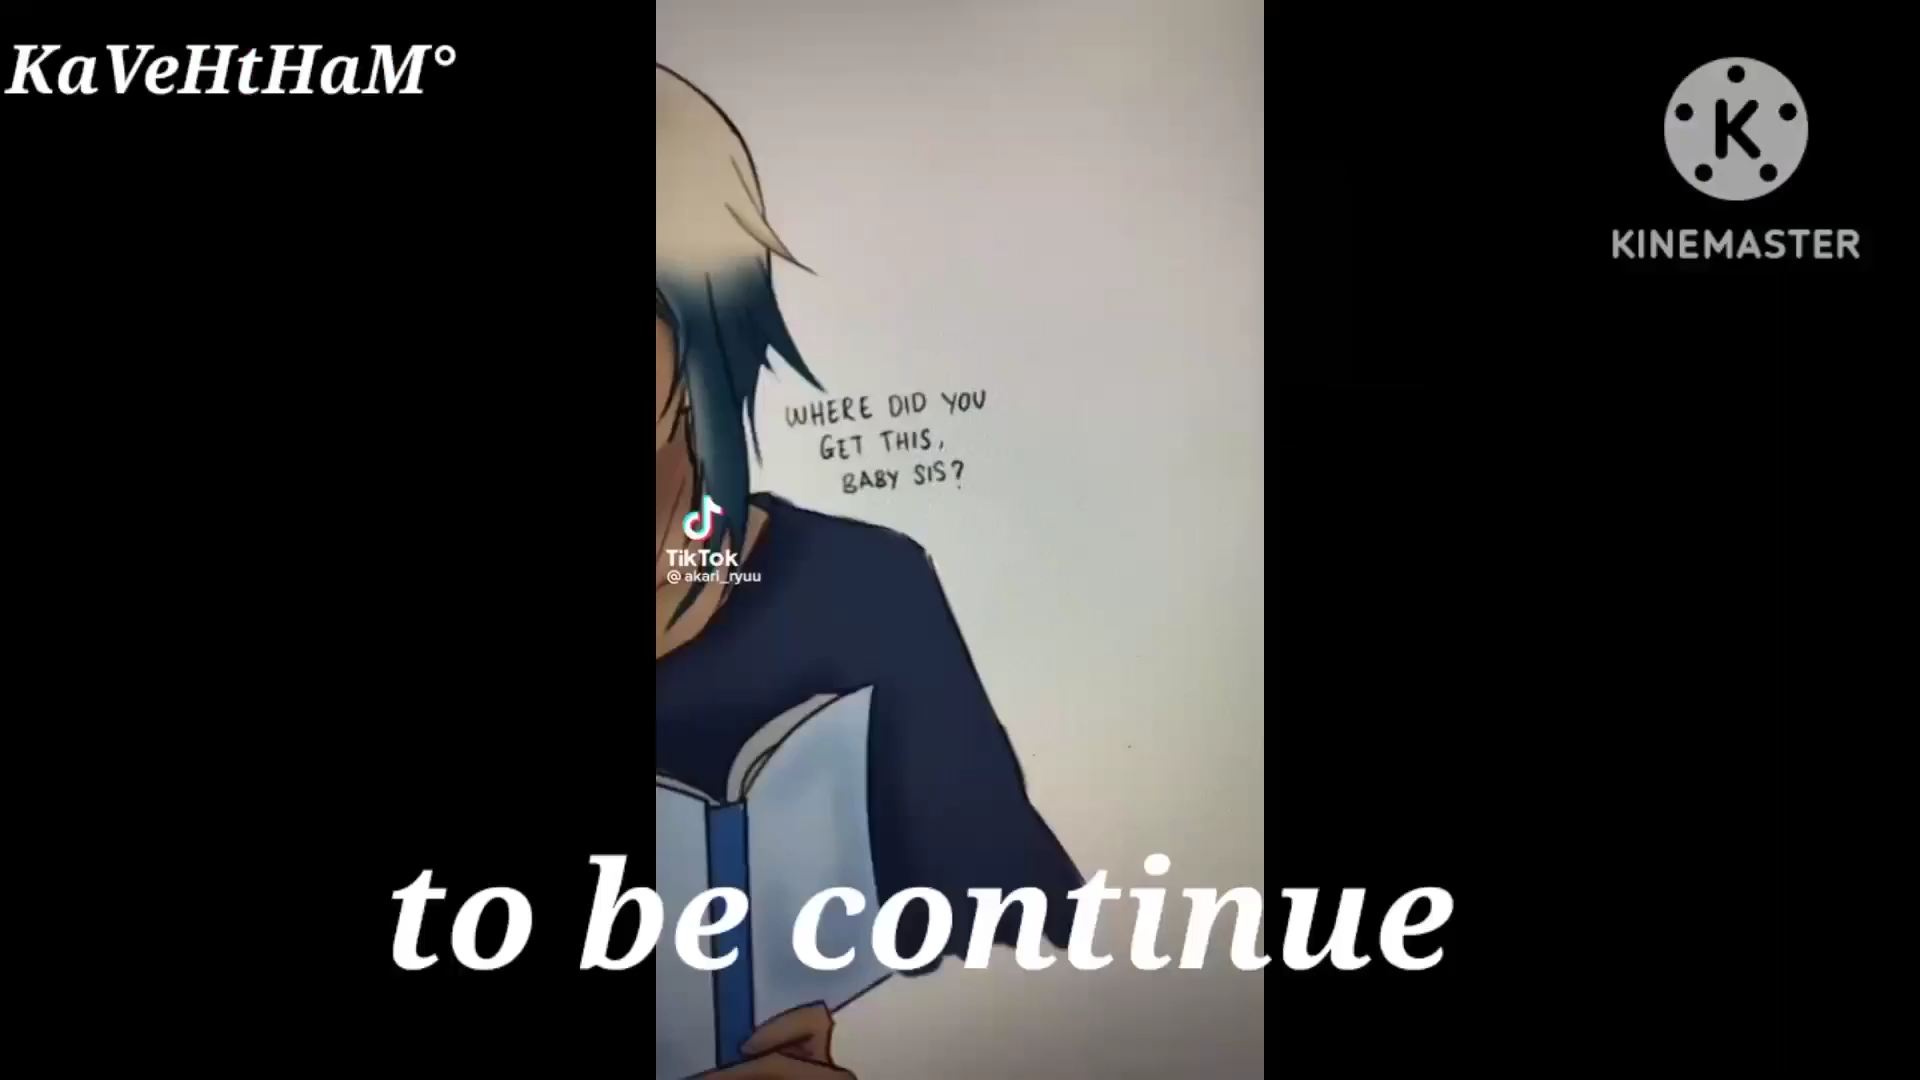 KaVeHtHaM°
K
KINEMASTER
WHERE DID YOU
GET THIS,
BABY SIS?
TikTok
@akari_ryuu
to be continue